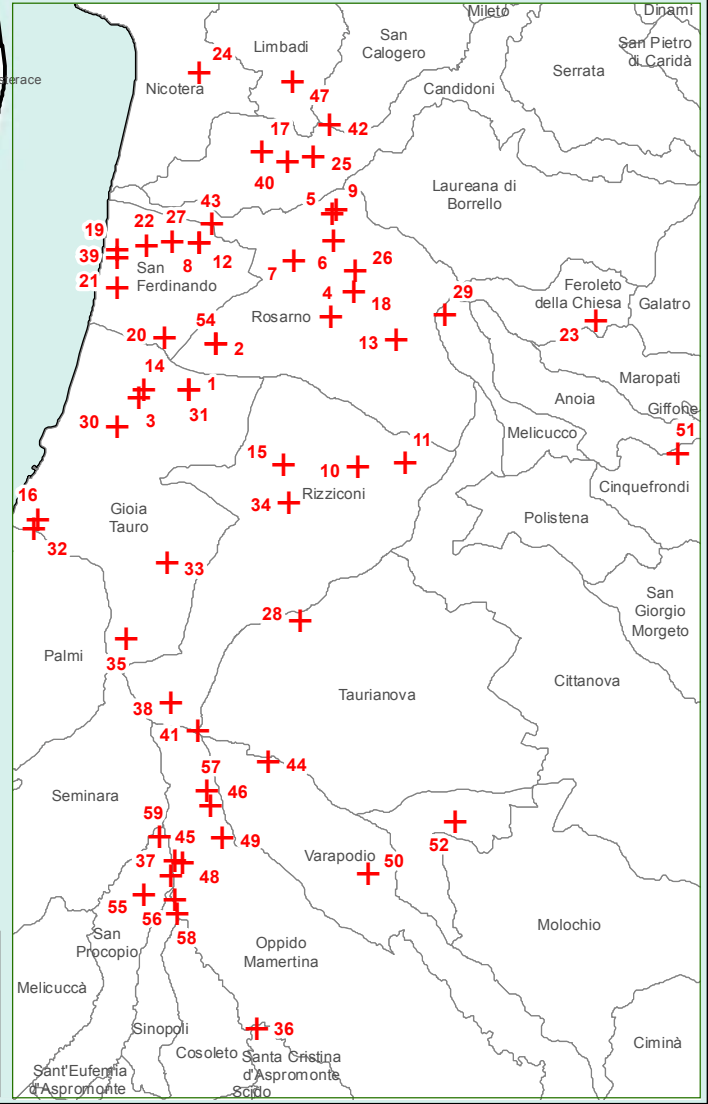 Mileto
Dinami
San
Calogero
Limbadi
San Pietro
di Caridà
24
Serrata
sterace
Nicotera
47
Candidoni
17
42
25
40
Laureana di
Borrello
5
9
43
22
27
19
39
8
12
7
6
26
San
Ferdinando
21
4
18
29
Feroleto
della Chiesa
Galatro
Rosarno
54
23
20
2
13
14
1
Maropati
Anoia
Giffone
30
3
31
51
Melicucco
11
15
10
Cinquefrondi
16
Rizziconi
34
Gioia
Tauro
Polistena
32
33
San
Giorgio
Morgeto
28
35
Palmi
Cittanova
Taurianova
38
41
44
57
46
Seminara
59
45
49
52
37
Varapodio
50
48
55
56
Molochio
San
Procopio
58
Oppido
Mamertina
Melicuccà
Sinopoli
36
Cosoleto
Santa Cristina
d'Aspromonte
Ciminà
Sant'Eufemia
d'Aspromonte
Scido